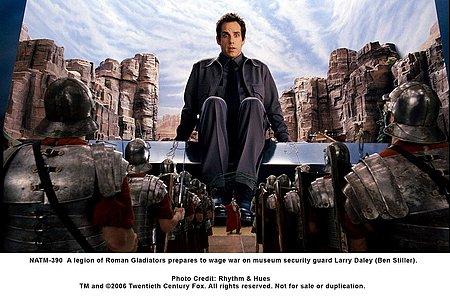 NATM-390 A legion of Roman Gladiators prepares to wage war on museum security guard Larry Daley (Ben Stiller).
Photo Credit: Rhythm & Hues
TM and ©2006 Twentieth Century Fox. All rights reserved. Not for sale or duplication.